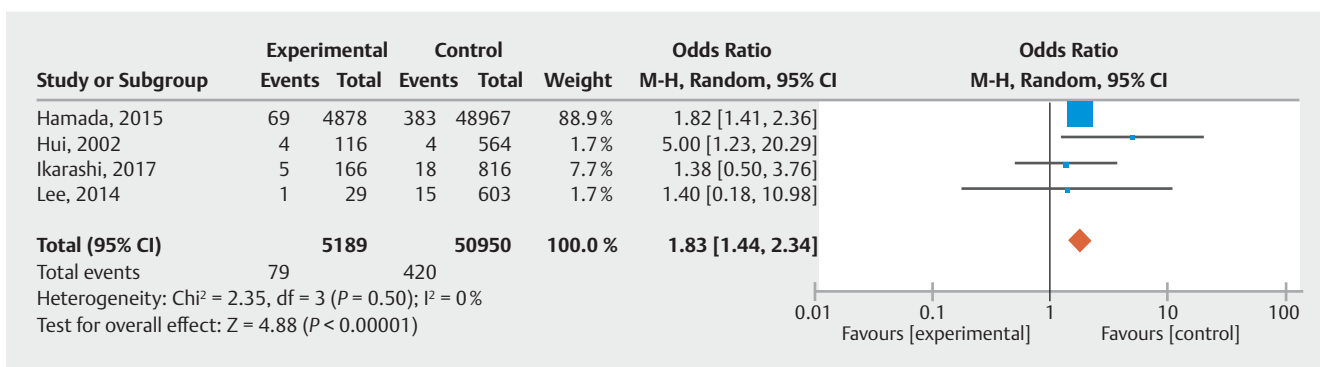 Experimental Control Odds Ratio Odds Ratio
Study or Subgroup Events Total Events Total Weight M-H, Random, 95% CI M-H, Random, 95% CI
Hamada, 2015 69 4878 383 48967 88.9% 1.82 [1.41, 2.36]
Hui, 2002 4 116 4 564 1.7% 5.00 [1.23, 20.29]
Ikarashi, 2017 5 166 18 816 7.7% 1.38 [0.50, 3.76]
Lee, 2014 1 29 15 603 1.7% 1.40 [0.18, 10.98]
Total (95% CI) 5189 50950 100.0 % 1.83 [1.44, 2.34]
Total events 79 420
Heterogeneity: Chi² = 2.35, df = 3 (P = 0.50); I² = 0%
Test for overall effect: Z = 4.88 (P < 0.00001)
0.01 0.1 1 10 100
Favours [experimental] Favours [control]